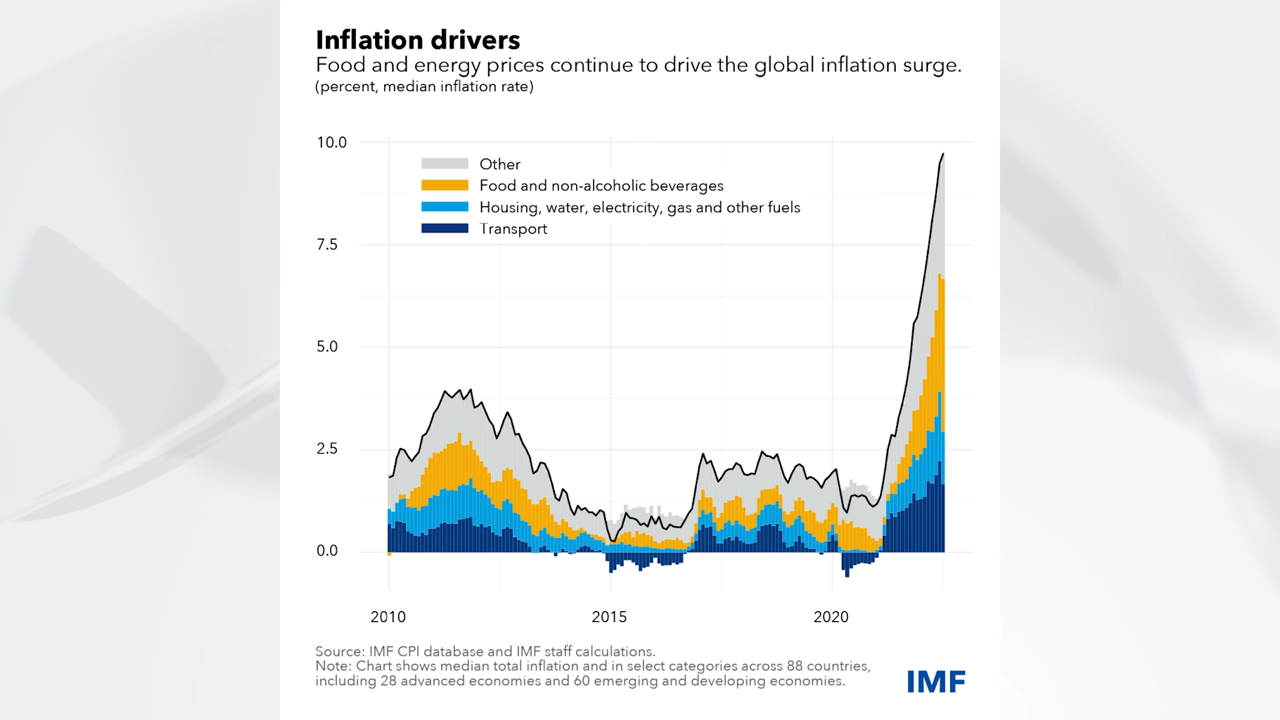 Inflation drivers
Food and energy prices continue to drive the global inflation surge.
(percent, median inflation rate)
10.0
Other
Food and non-alcoholic beverages
Housing, water, electricity, gas and other fuels
Transport
7.5
5.0
2.5
0.0
2010 2015 2020
Source: IMF CPI database and IMF staff calculations.
Note: Chart shows median total inflation and in select categories across 88 countries,
including 28 advanced economies and 60 emerging and developing economies.
IMF